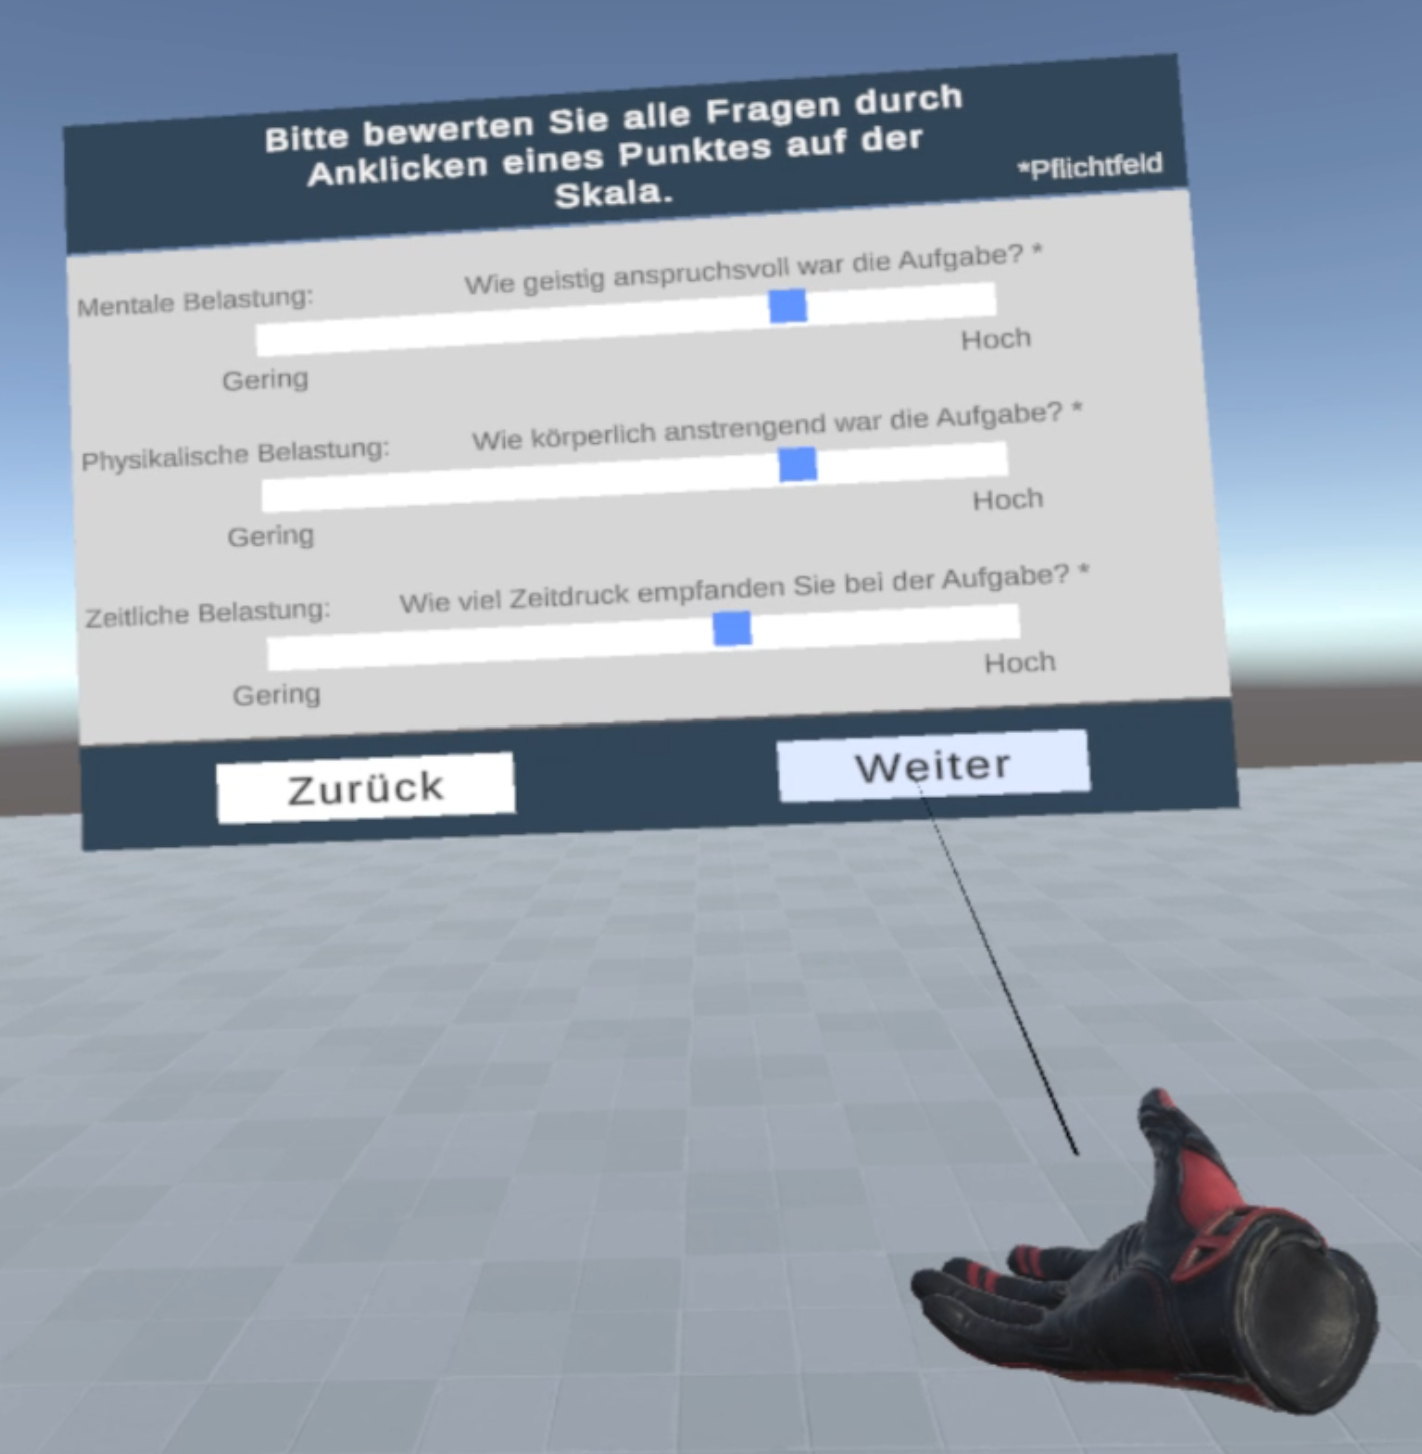 Bitte bewerten Sie alle Fragen durch
Anklicken eines Punktes auf der
Skala.
*Pflichtfeld
Mentale Belastung:
Wie geistig anspruchsvoll war die Aufgabe? *
Gering
Hoch
Physikalische Belastung:
Wie körperlich anstrengend war die Aufgabe? *
Gering
Hoch
Zeitliche Belastung:
Wie viel Zeitdruck empfanden Sie bei der Aufgabe? *
Gering
Hoch
Zurück
Weiter